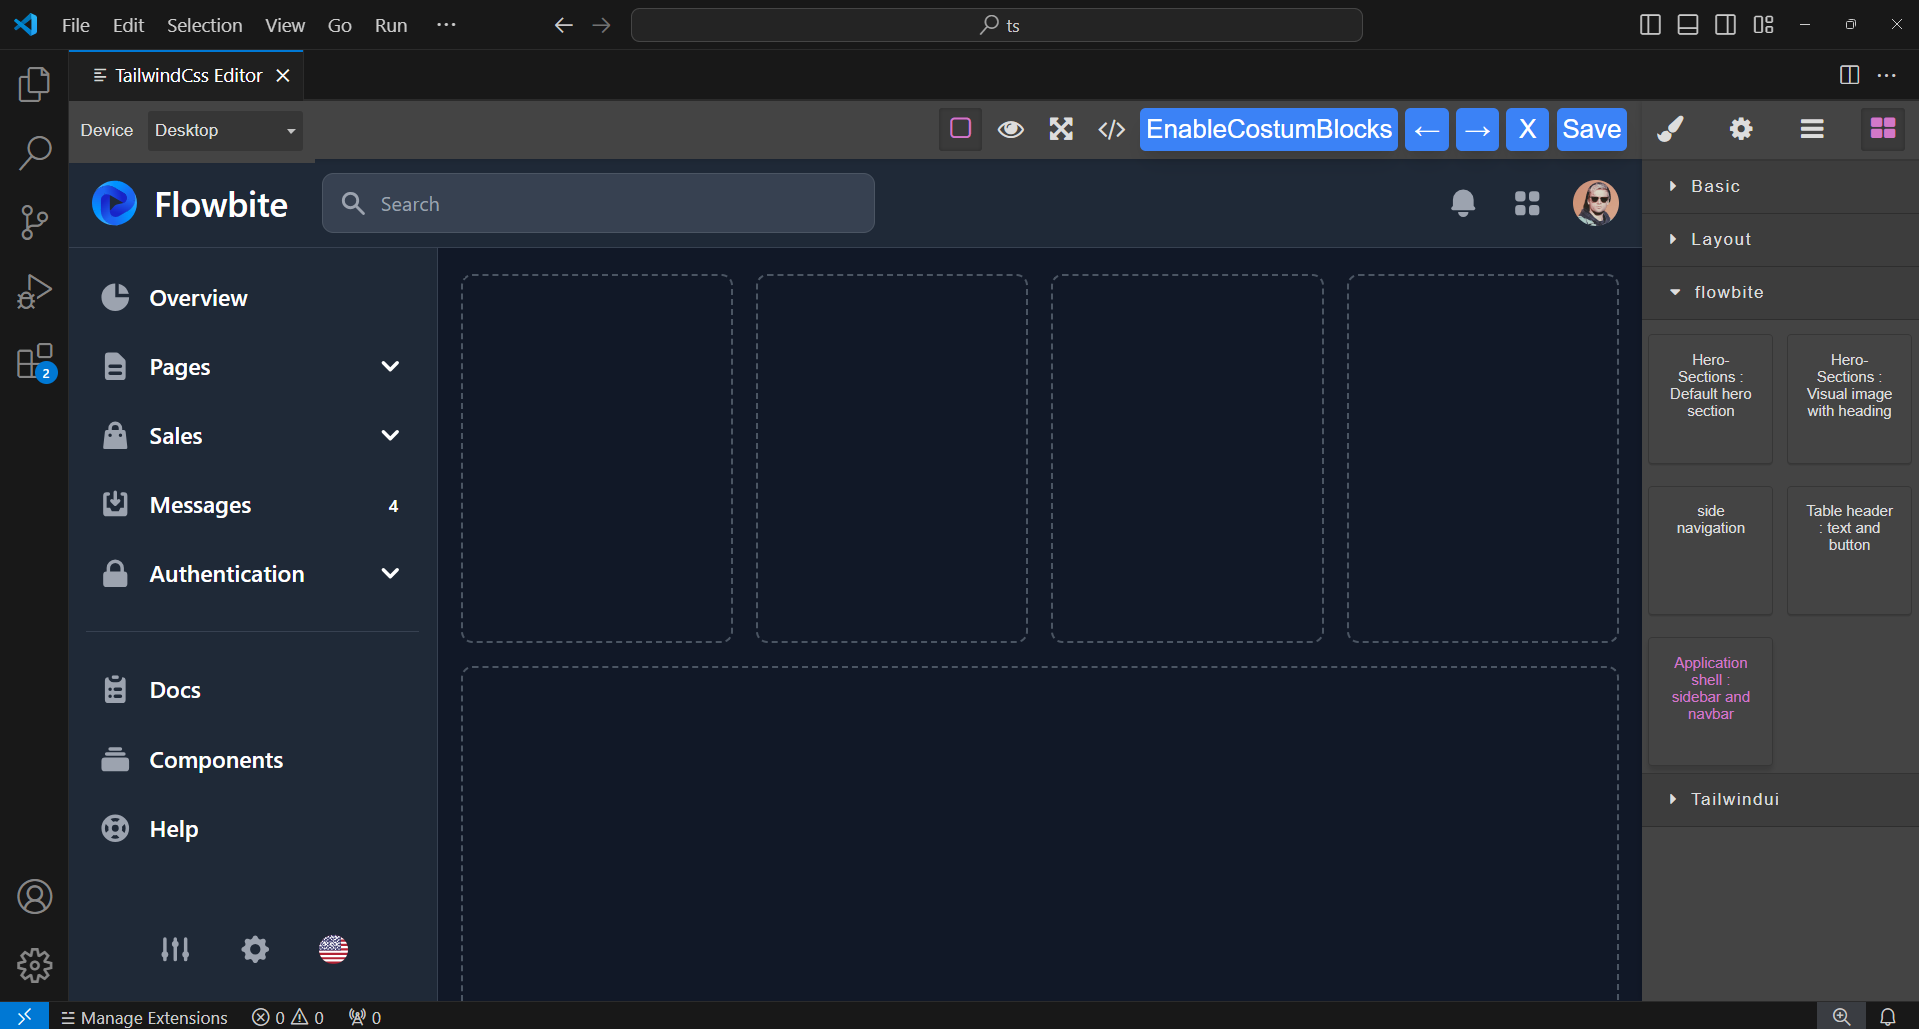 File Edit Selection View Go Run ···
ts
TailwindCss Editor
Device Desktop
EnableCostumBlocks ← → X Save
Flowbite
Search
Overview
Pages
Sales
Messages 4
Authentication
Docs
Components
Help
Basic
Layout
flowbite
Hero-
Sections :
Default hero
section
Hero-
Sections :
Visual image
with heading
side
navigation
Table header
: text and
button
Application
shell :
sidebar and
navbar
Tailwindui
2
Manage Extensions 0 0 0